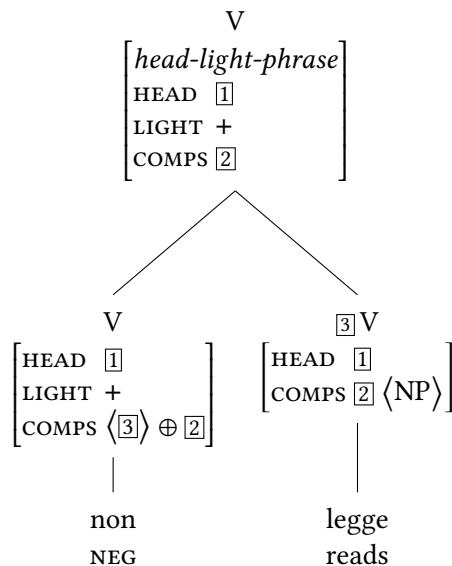 V
head-light-phrase
HEAD 1
LIGHT +
COMPS 2
V
HEAD 1
LIGHT +
COMPS ⟨3⟩ ⊕ 2
non
NEG
3 V
HEAD 1
COMPS 2 ⟨NP⟩
legge
reads